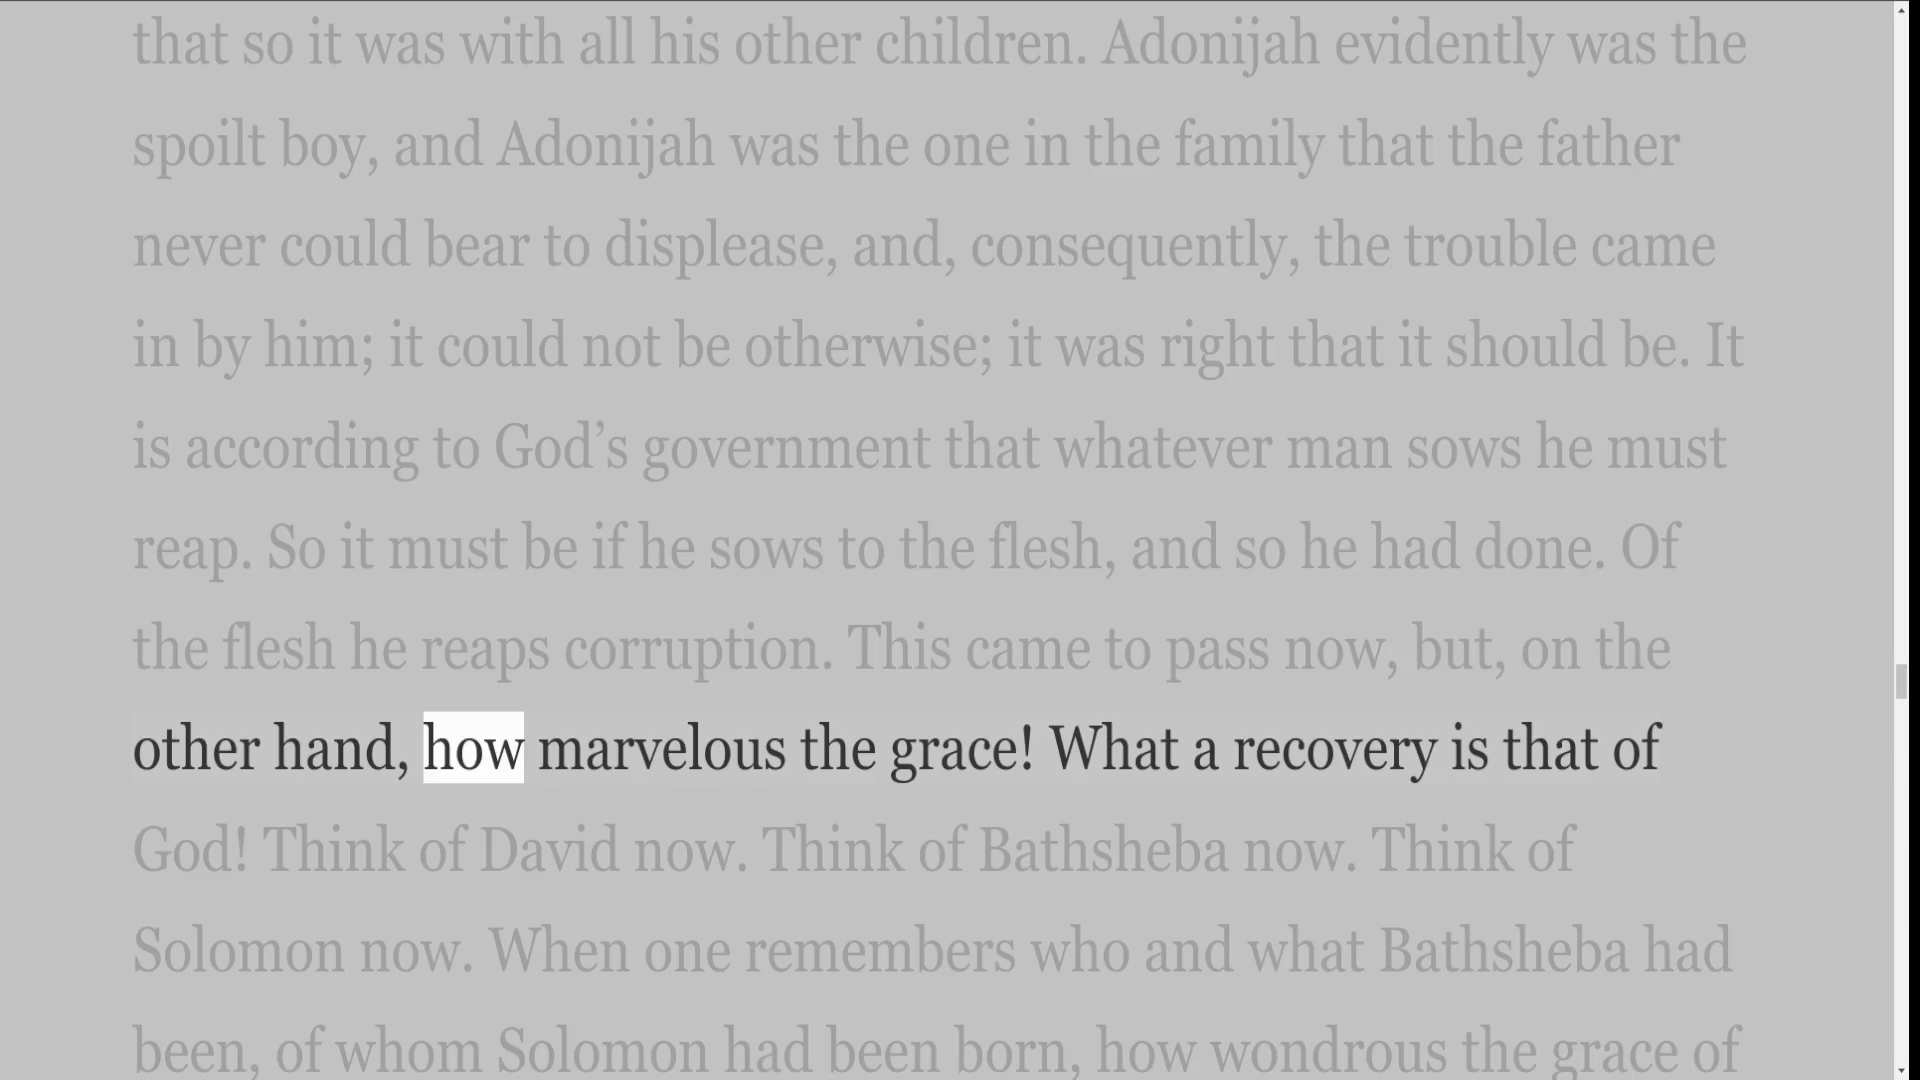 that so it was with all his other children. Adonijah evidently was the
spoilt boy, and Adonijah was the one in the family that the father
never could bear to displease, and, consequently, the trouble came
in by him; it could not be otherwise; it was right that it should be. It
is according to God’s government that whatever man sows he must
reap. So it must be if he sows to the flesh, and so he had done. Of
the flesh he reaps corruption. This came to pass now, but, on the
other hand, how marvelous the grace! What a recovery is that of
God! Think of David now. Think of Bathsheba now. Think of
Solomon now. When one remembers who and what Bathsheba had
been, of whom Solomon had been born, how wondrous the grace of